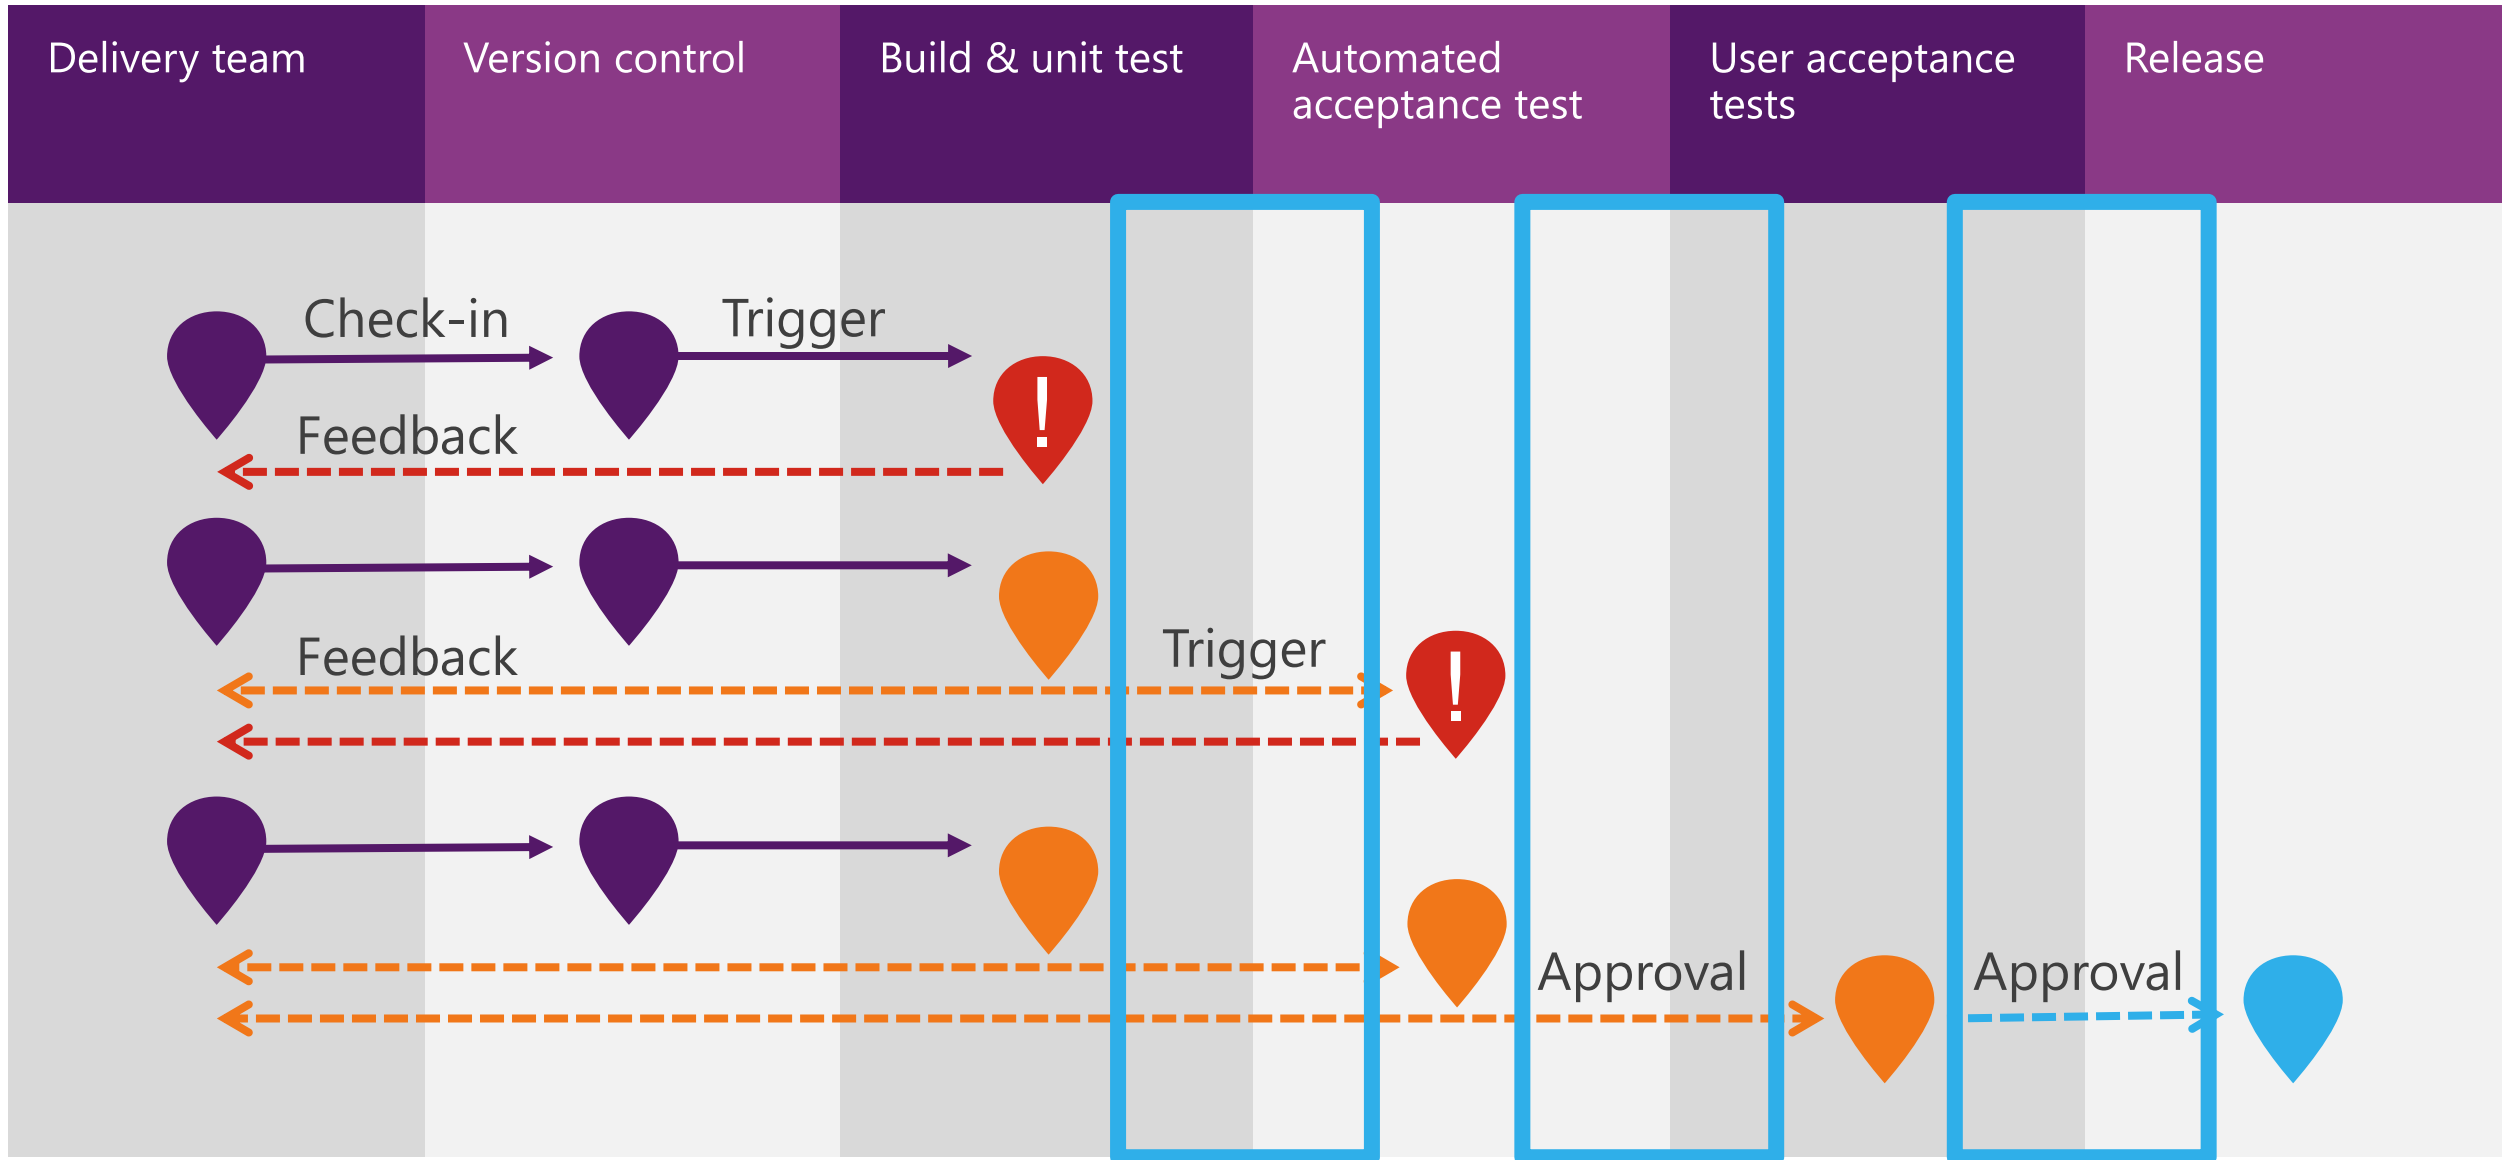 Delivery team
Version control
Build & unit test
Automated
acceptance test
User acceptance
tests
Release
Check-in
Trigger
!
Feedback
Feedback
Trigger
!
Approval
Approval